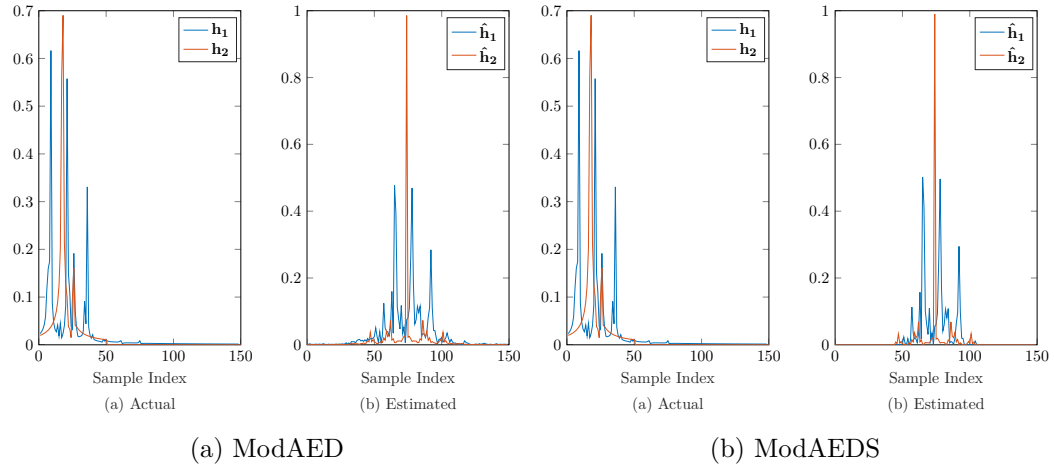 0.7
0.6
0.5
0.4
0.3
0.2
0.1
0
0 50 100 150
h₁
h₂
Sample Index
(a) Actual
1
0.8
0.6
0.4
0.2
0
0 50 100 150
ĥ₁
ĥ₂
Sample Index
(b) Estimated
0.7
0.6
0.5
0.4
0.3
0.2
0.1
0
0 50 100 150
h₁
h₂
Sample Index
(a) Actual
1
0.8
0.6
0.4
0.2
0
0 50 100 150
ĥ₁
ĥ₂
Sample Index
(b) Estimated
(a) ModAED
(b) ModAEDS